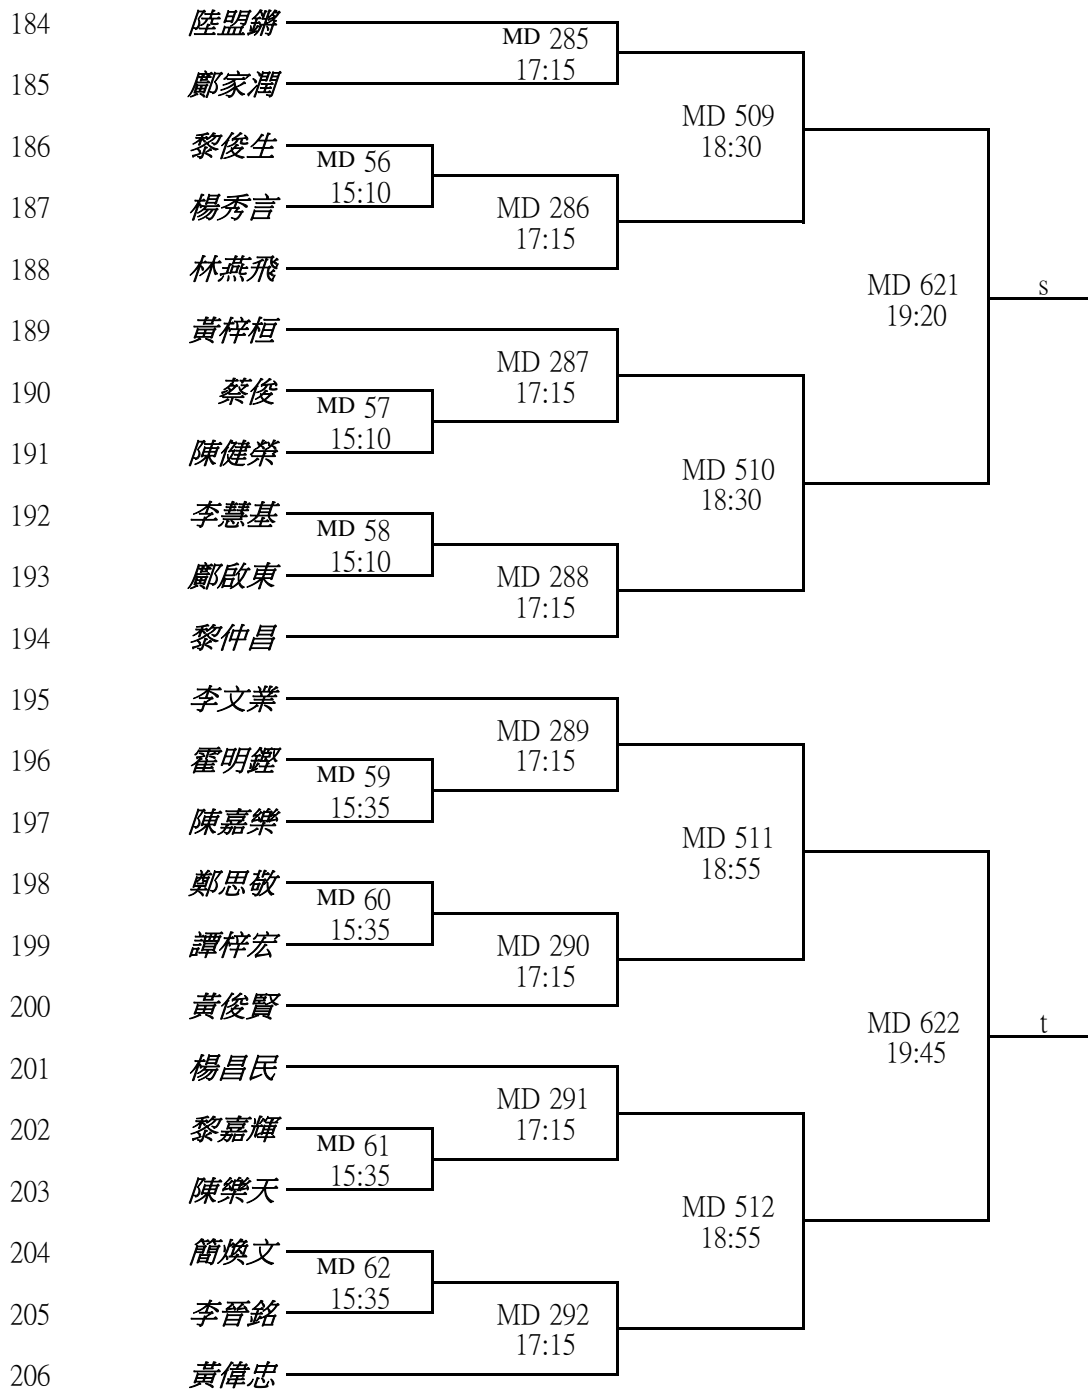 184 陸盟鏘
MD 285
17:15
185 鄺家潤
MD 509
18:30
186 黎俊生
MD 56
15:10
187 楊秀言
MD 286
17:15
188 林燕飛
MD 621
19:20
s
189 黃梓桓
MD 287
17:15
190 蔡俊
MD 57
15:10
191 陳健榮
MD 510
18:30
192 李慧基
MD 58
15:10
193 鄺啟東
MD 288
17:15
194 黎仲昌
195 李文業
MD 289
17:15
196 霍明鏗
MD 59
15:35
197 陳嘉樂
MD 511
18:55
198 鄭思敬
MD 60
15:35
199 譚梓宏
MD 290
17:15
200 黃俊賢
MD 622
19:45
t
201 楊昌民
MD 291
17:15
202 黎嘉輝
MD 61
15:35
203 陳樂天
MD 512
18:55
204 簡煥文
MD 62
15:35
205 李晉銘
MD 292
17:15
206 黃偉忠